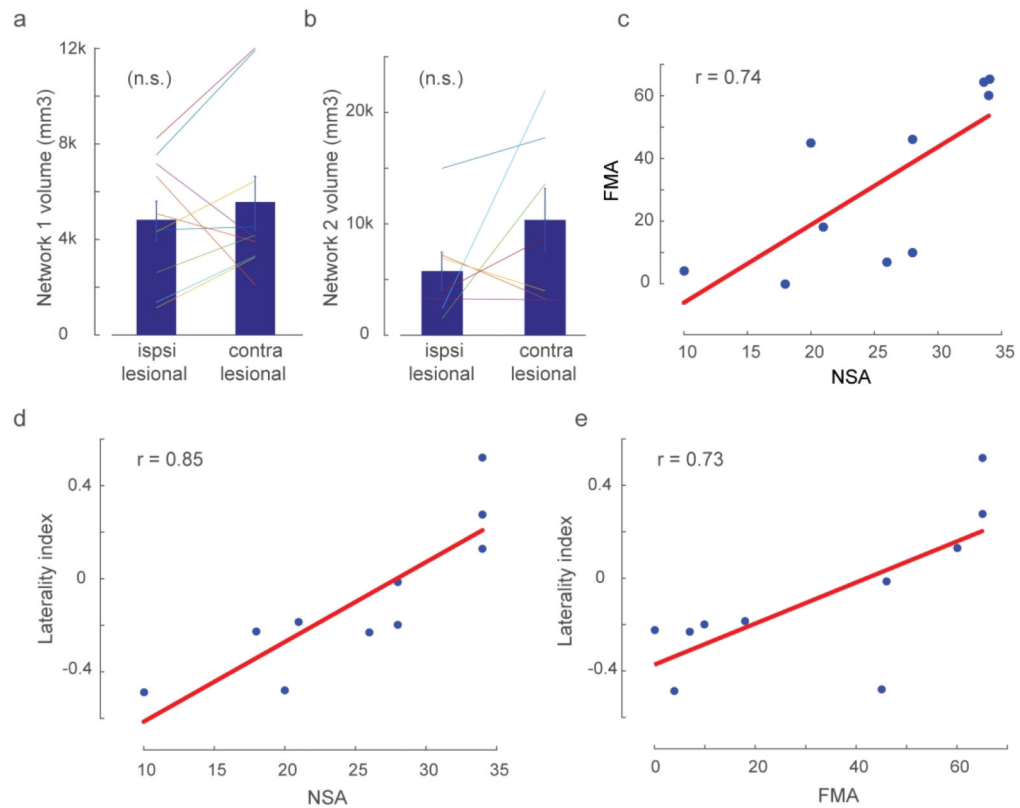 a
Network 1 volume (mm3)
12k
8k
4k
0
(n.s.)
ispsi
lesional
contra
lesional
b
Network 2 volume (mm3)
20k
10k
0
(n.s.)
ispsi
lesional
contra
lesional
c
r = 0.74
FMA
60
40
20
0
10
15
20
25
30
35
NSA
d
r = 0.85
Laterality index
0.4
0
-0.4
10
15
20
25
30
35
NSA
e
r = 0.73
Laterality index
0.4
0
-0.4
0
20
40
60
FMA